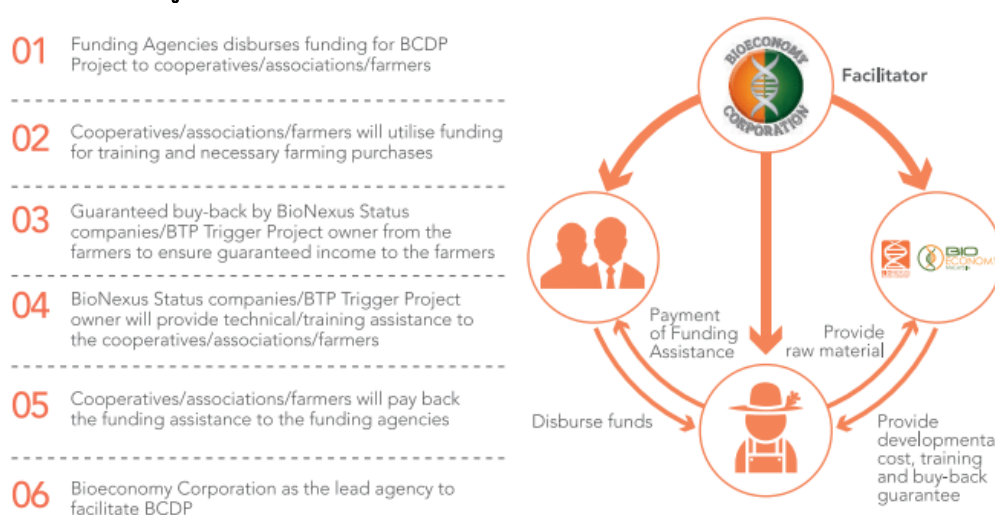 01
Funding Agencies disburses funding for BCDP
Project to cooperatives/associations/farmers
02
Cooperatives/associations/farmers will utilise funding
for training and necessary farming purchases
03
Guaranteed buy-back by BioNexus Status
companies/BTP Trigger Project owner from the
farmers to ensure guaranteed income to the farmers
04
BioNexus Status companies/BTP Trigger Project
owner will provide technical/training assistance to
the cooperatives/associations/farmers
05
Cooperatives/associations/farmers will pay back
the funding assistance to the funding agencies
06
Bioeconomy Corporation as the lead agency to
facilitate BCDP
BIOECONOMY
CORPORATION
Facilitator
BIO
ECONOMY
Payment
of Funding
Assistance
Provide
raw material
Disburse funds
Provide
developmenta
cost, training
and buy-back
guarantee